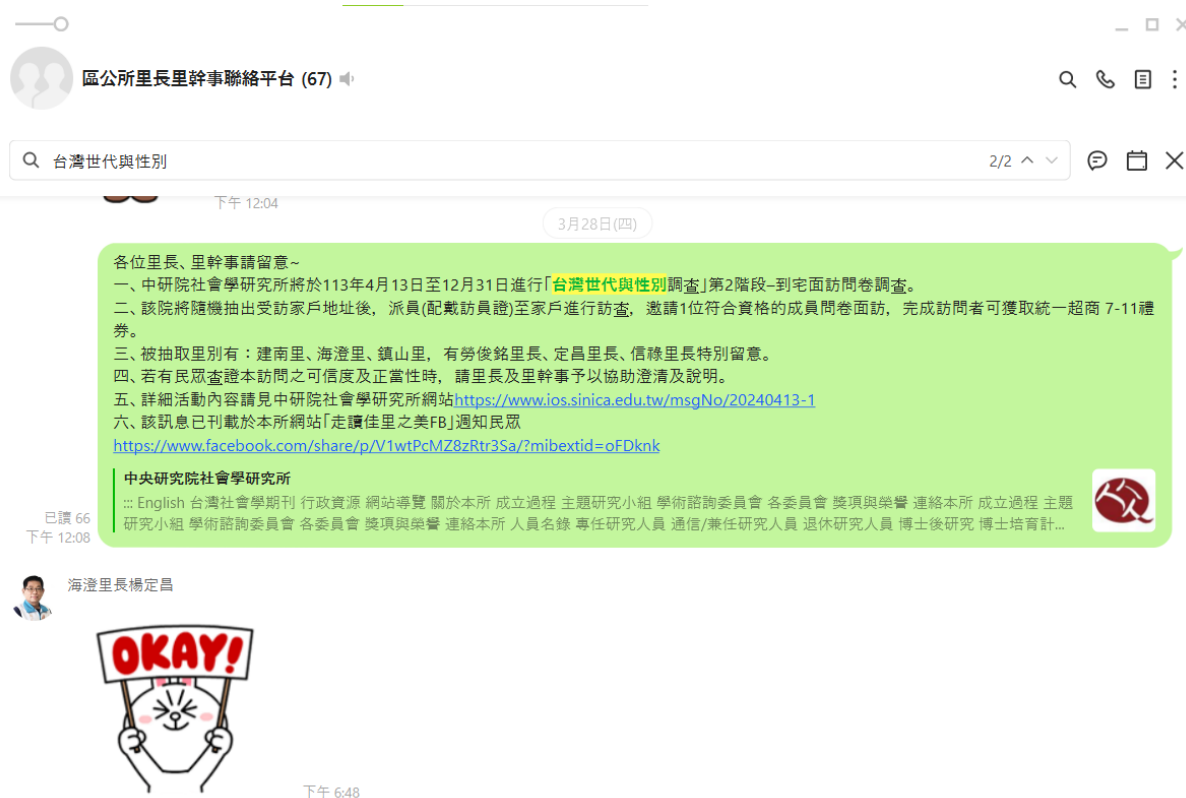 區公所里長里幹事聯絡平台 (67)
台灣世代與性別
2/2
下午 12:04
3月28日(四)
各位里長、里幹事請留意~
一、中研院社會學研究所將於113年4月13日至12月31日進行「台灣世代與性別調查」第2階段–到宅面訪問卷調查。
二、該院將隨機抽出受訪家戶地址後，派員(配戴訪員證)至家戶進行訪查，邀請1位符合資格的成員問卷面訪，完成訪問者可獲取統一超商 7-11禮
券。
三、被抽取里別有：建南里、海澄里、鎮山里，有勞俊銘里長、定昌里長、信祿里長特別留意。
四、若有民眾查證本訪問之可信度及正當性時，請里長及里幹事予以協助澄清及說明。
五、詳細活動內容請見中研院社會學研究所網站https://www.ios.sinica.edu.tw/msgNo/20240413-1
六、該訊息已刊載於本所網站「走讀佳里之美FB」週知民眾
https://www.facebook.com/share/p/V1wtPcMZ8zRtr3Sa/?mibextid=oFDknk
中央研究院社會學研究所
::: English 台灣社會學期刊 行政資源 網站導覽 關於本所 成立過程 主題研究小組 學術諮詢委員會 各委員會 獎項與榮譽 連絡本所 成立過程 主題
研究小組 學術諮詢委員會 各委員會 獎項與榮譽 連絡本所 人員名錄 專任研究人員 通信/兼任研究人員 退休研究人員 博士後研究 博士培育計...
已讀 66
下午 12:08
海澄里長楊定昌
OKAY!
下午 6:48